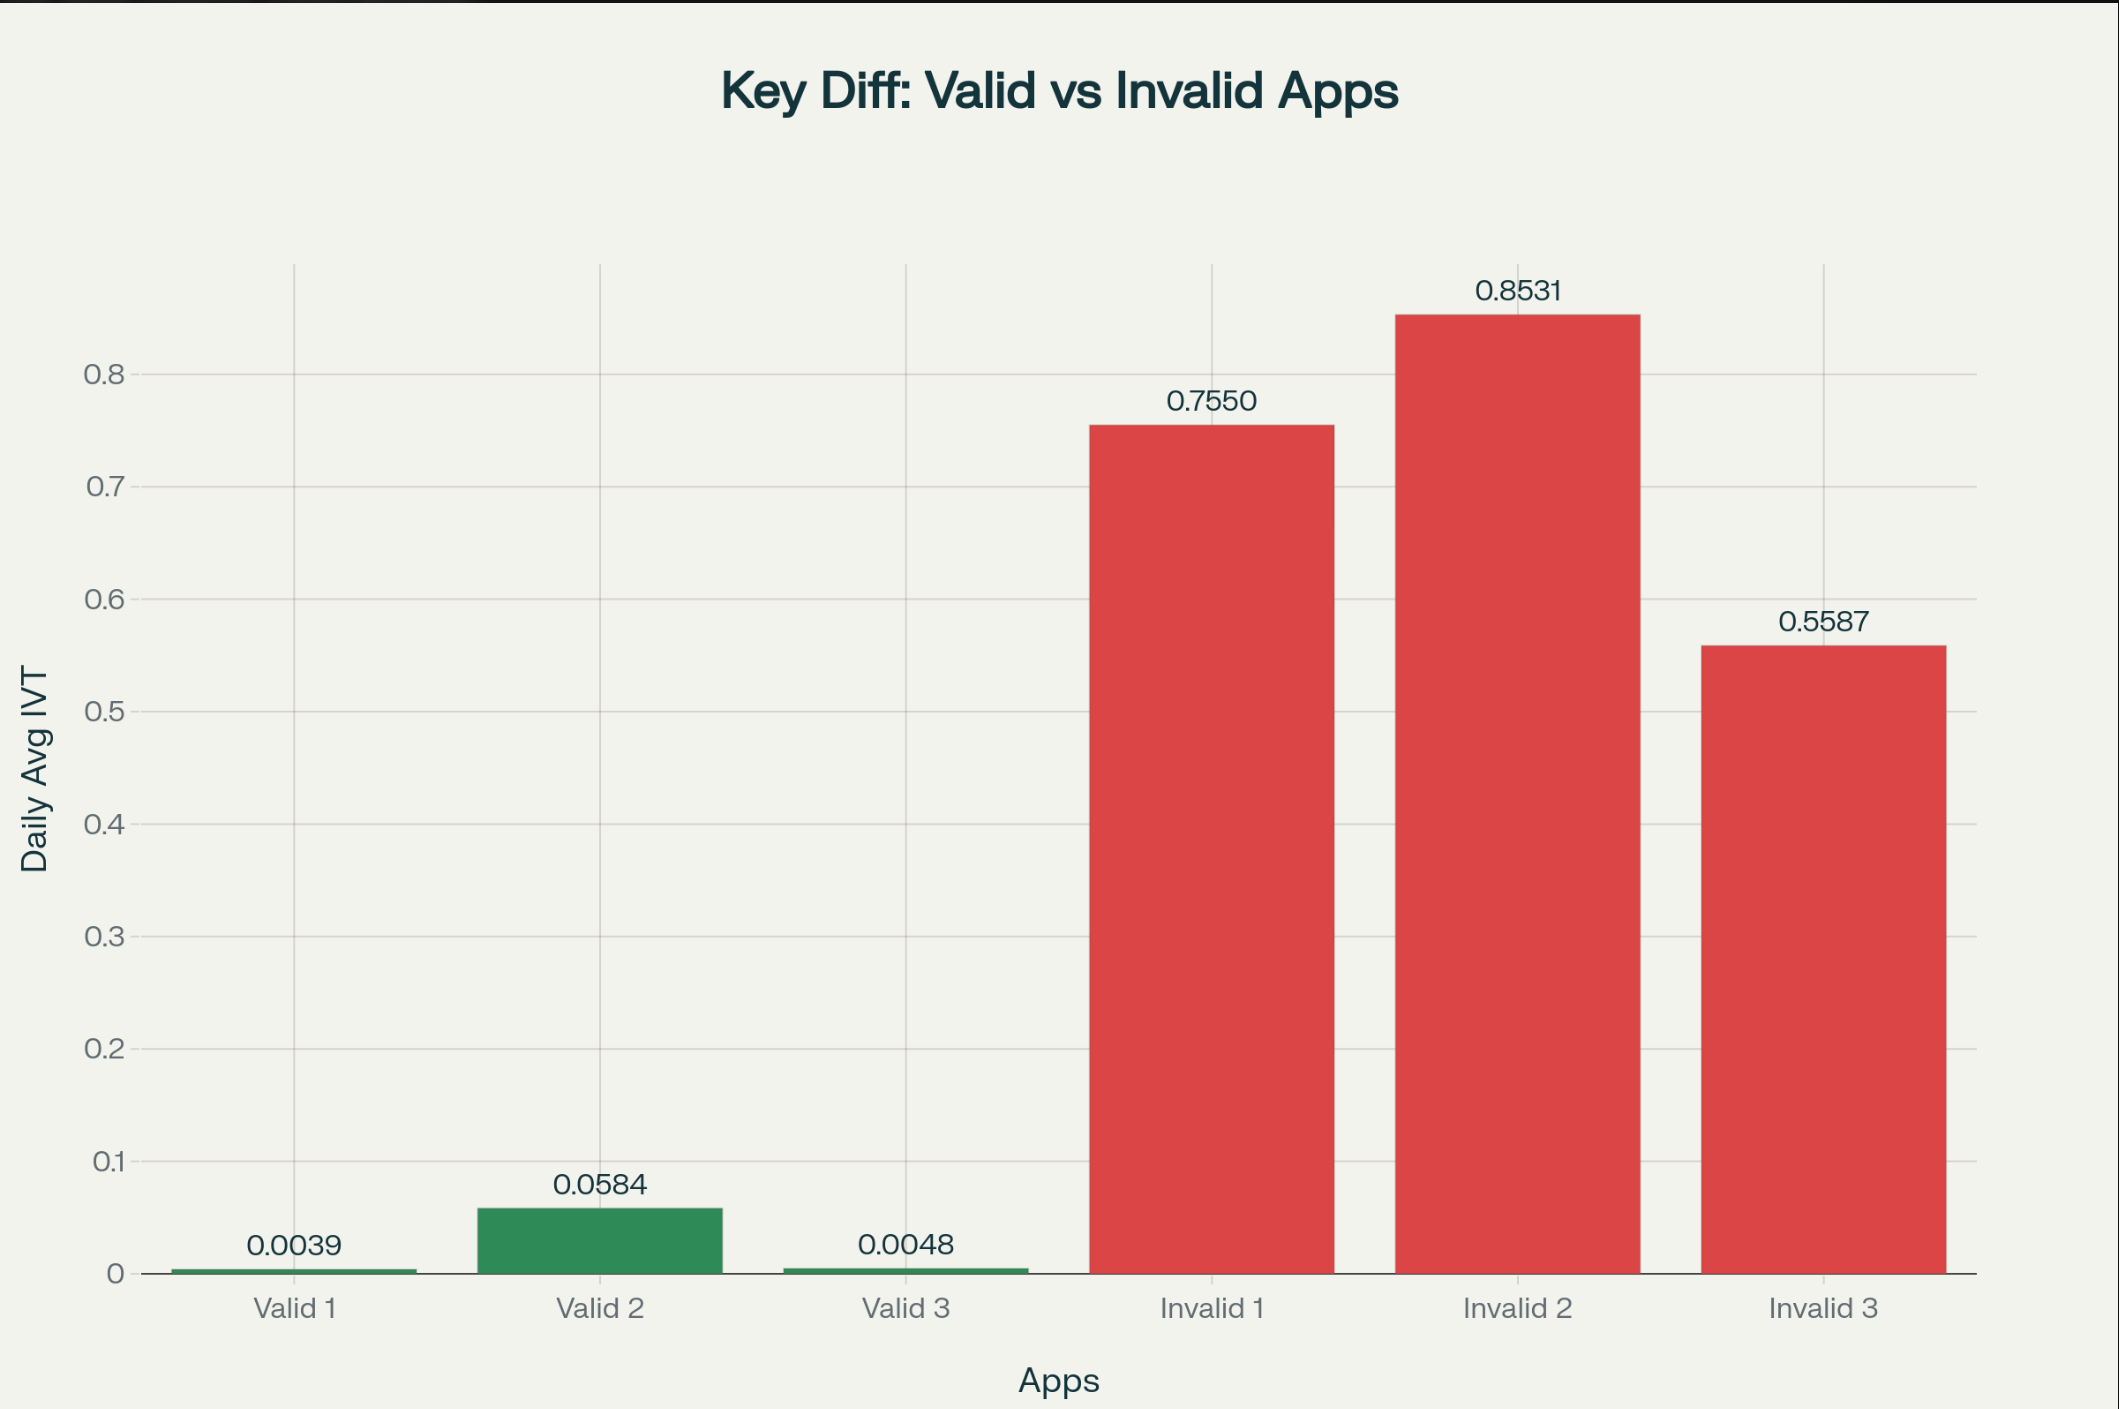 Key Diff: Valid vs Invalid Apps
0.8531
0.8
0.7550
0.7
0.6
0.5587
0.5
Daily Avg IVT
0.4
0.3
0.2
0.1
0.0584
0.0039
0.0048
0
Valid 1
Valid 2
Valid 3
Invalid 1
Invalid 2
Invalid 3
Apps